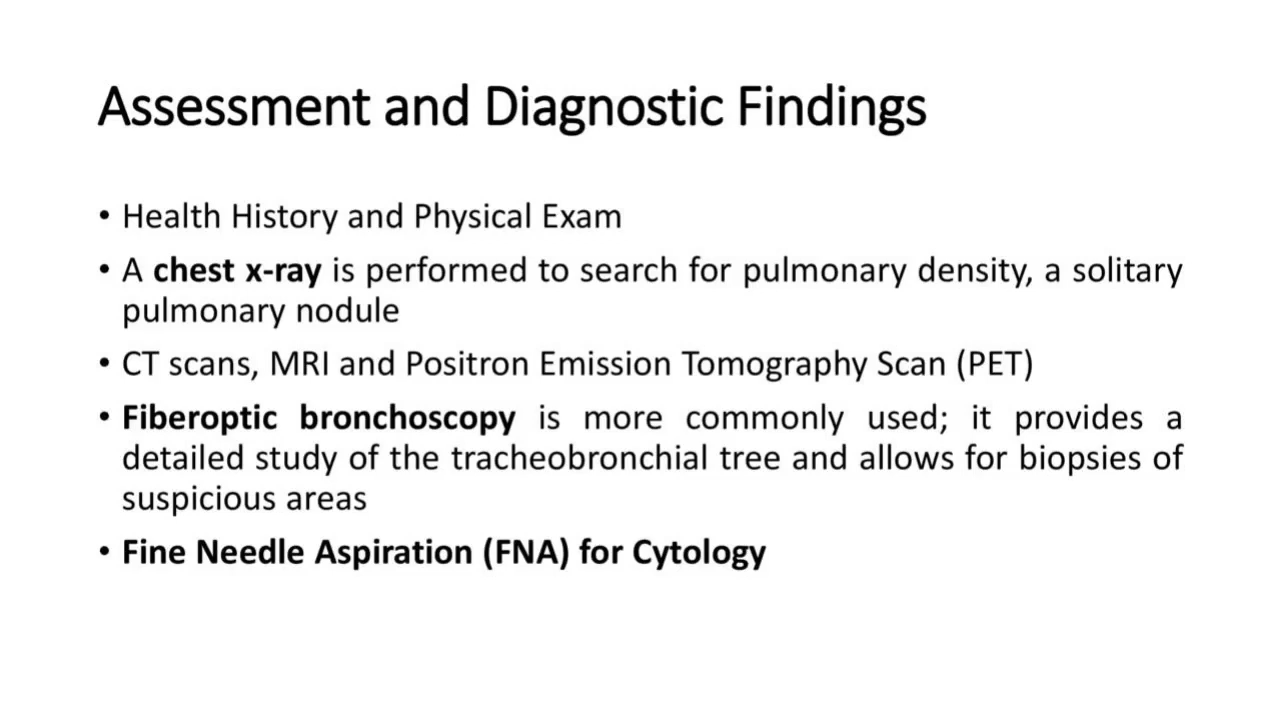 Assessment and Diagnostic Findings
• Health History and Physical Exam
• A chest x-ray is performed to search for pulmonary density, a solitary
pulmonary nodule
• CT scans, MRI and Positron Emission Tomography Scan (PET)
• Fiberoptic bronchoscopy is more commonly used; it provides a
detailed study of the tracheobronchial tree and allows for biopsies of
suspicious areas
• Fine Needle Aspiration (FNA) for Cytology